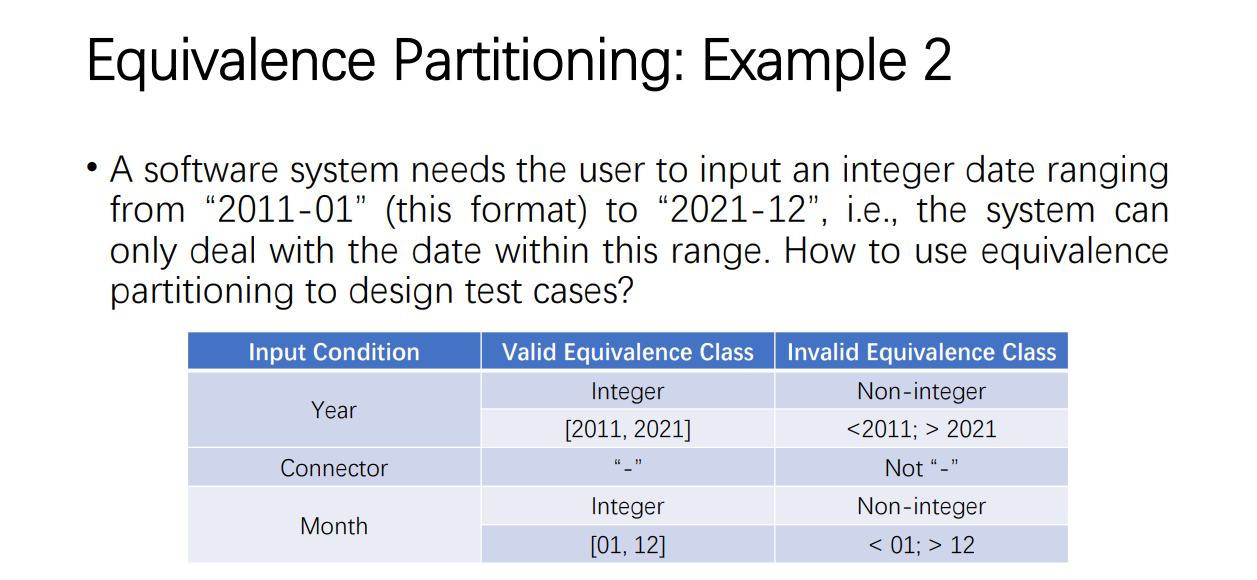 Equivalence Partitioning: Example 2
• A software system needs the user to input an integer date ranging
from “2011-01” (this format) to “2021-12”, i.e., the system can
only deal with the date within this range. How to use equivalence
partitioning to design test cases?
Input Condition Valid Equivalence Class Invalid Equivalence Class
Year
Integer Non-integer
[2011, 2021] <2011; > 2021
Connector “-” Not “-”
Month
Integer Non-integer
[01, 12] < 01; > 12